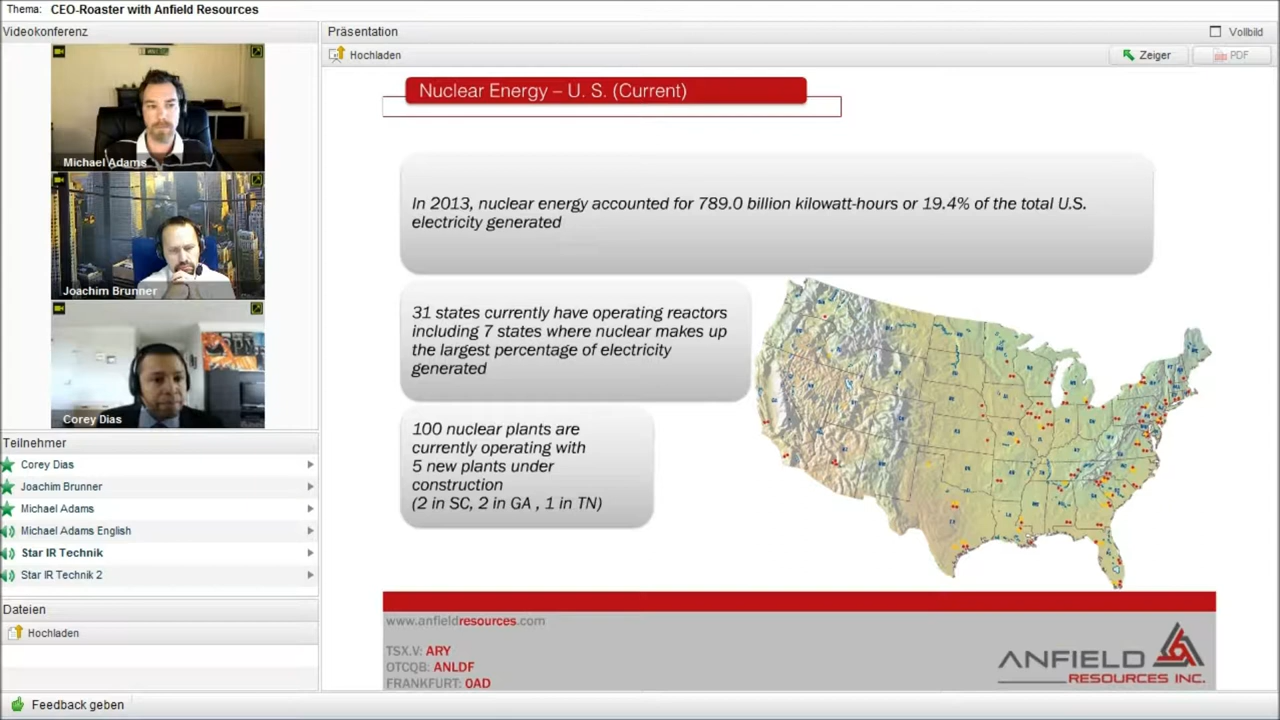 Thema: CEO-Roaster with Anfield Resources
Videokonferenz
Michael Adams
Joachim Brunner
Corey Dias
Teilnehmer
Corey Dias
Joachim Brunner
Michael Adams
Michael Adams English
Star IR Technik
Star IR Technik 2
Dateien
Hochladen
Feedback geben
Präsentation
Vollbild
Hochladen
Zeiger
PDF
Nuclear Energy – U. S. (Current)
In 2013, nuclear energy accounted for 789.0 billion kilowatt-hours or 19.4% of the total U.S.
electricity generated
31 states currently have operating reactors
including 7 states where nuclear makes up
the largest percentage of electricity
generated
100 nuclear plants are
currently operating with
5 new plants under
construction
(2 in SC, 2 in GA , 1 in TN)
www.anfieldresources.com
TSX.V: ARY
OTCQB: ANLDF
FRANKFURT: 0AD
ANFIELD
RESOURCES INC.